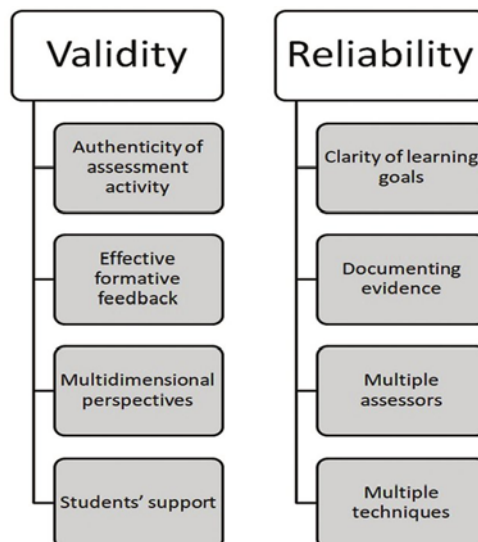 Validity
Authenticity of
assessment
activity
Effective
formative
feedback
Multidimensional
perspectives
Students' support
Reliability
Clarity of learning
goals
Documenting
evidence
Multiple
assessors
Multiple
techniques